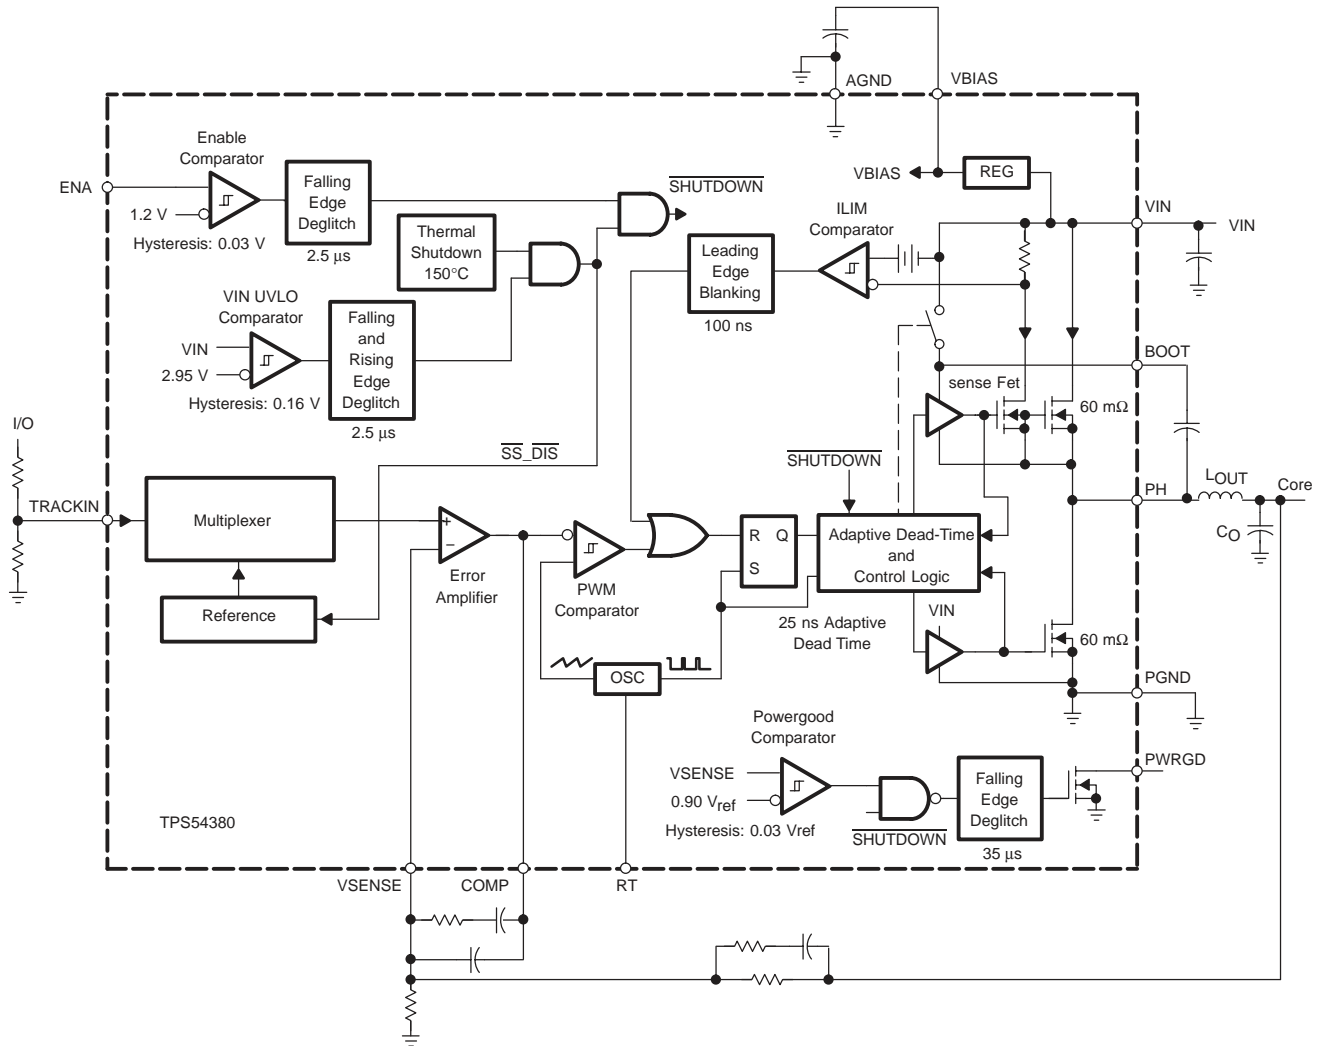 AGND
VBIAS
Enable
Comparator
ENA
1.2 V
Hysteresis: 0.03 V
Falling
Edge
Deglitch
2.5 μs
Thermal
Shutdown
150°C
SHUTDOWN
VBIAS
REG
ILIM
Comparator
VIN
VIN
Leading
Edge
Blanking
100 ns
VIN UVLO
Comparator
VIN
2.95 V
Hysteresis: 0.16 V
Falling
and
Rising
Edge
Deglitch
2.5 μs
BOOT
sense Fet
60 mΩ
I/O
SS_DIS
SHUTDOWN
TRACKIN
Multiplexer
Reference
+
−
Error
Amplifier
PWM
Comparator
R
Q
S
Adaptive Dead-Time
and
Control Logic
25 ns Adaptive
Dead Time
PH
LOUT
Core
CO
VIN
60 mΩ
OSC
PGND
Powergood
Comparator
VSENSE
0.90 Vref
Hysteresis: 0.03 Vref
SHUTDOWN
Falling
Edge
Deglitch
35 μs
PWRGD
TPS54380
VSENSE
COMP
RT